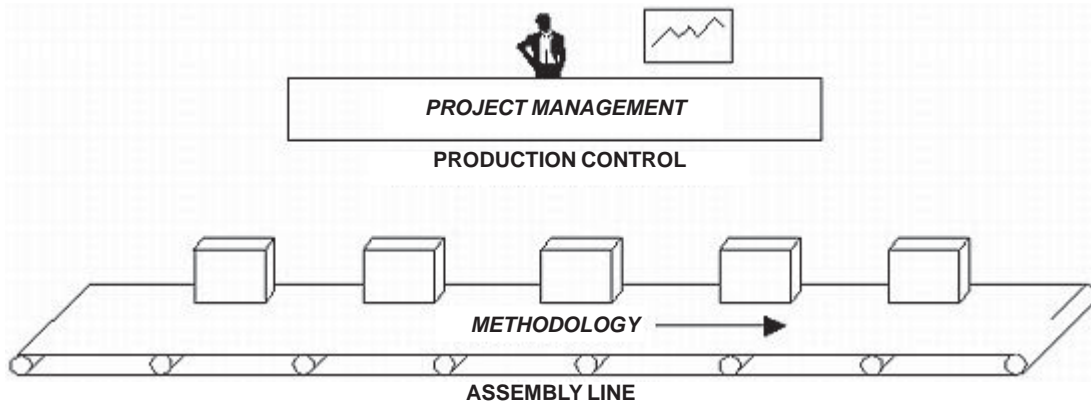 PROJECT MANAGEMENT
PRODUCTION CONTROL
METHODOLOGY
ASSEMBLY LINE